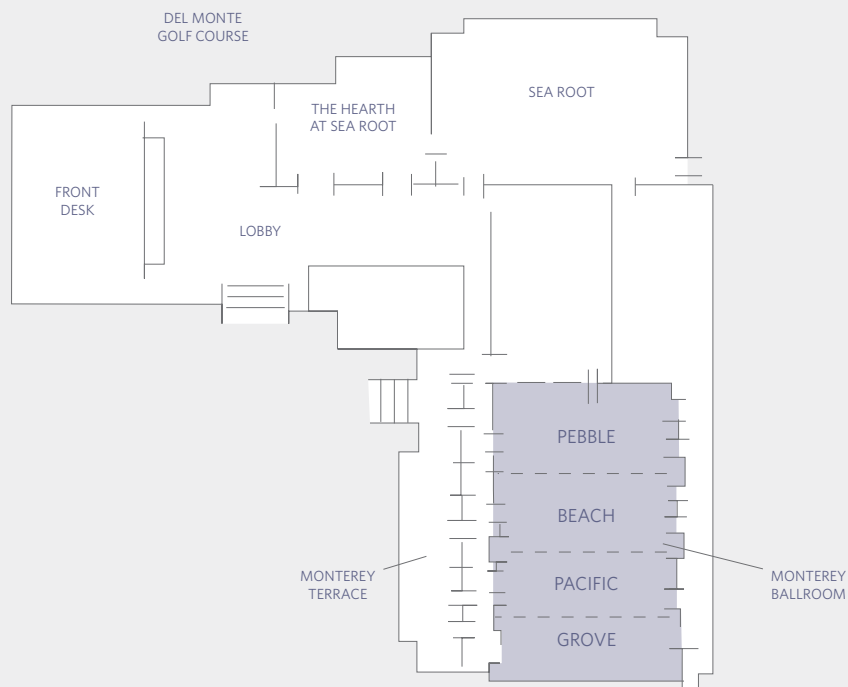 DEL MONTE
GOLF COURSE
SEA ROOT
THE HEARTH
AT SEA ROOT
FRONT
DESK
LOBBY
PEBBLE
BEACH
MONTEREY
TERRACE
PACIFIC
MONTEREY
BALLROOM
GROVE